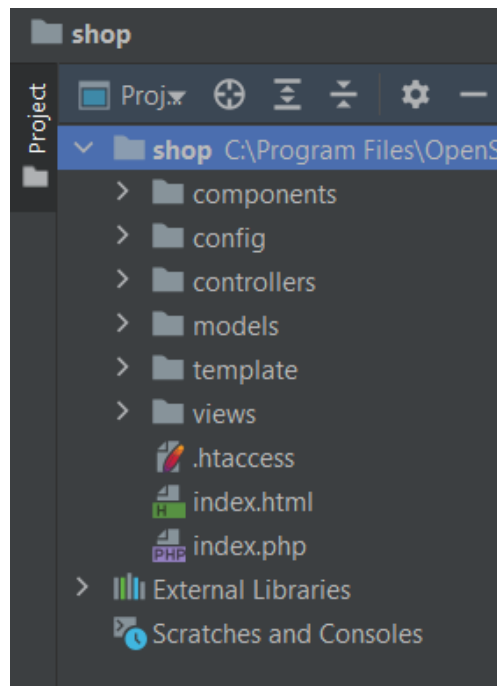 shop
Project
Proj...
shop C:\Program Files\OpenS
components
config
controllers
models
template
views
.htaccess
H index.html
PHP index.php
External Libraries
Scratches and Consoles